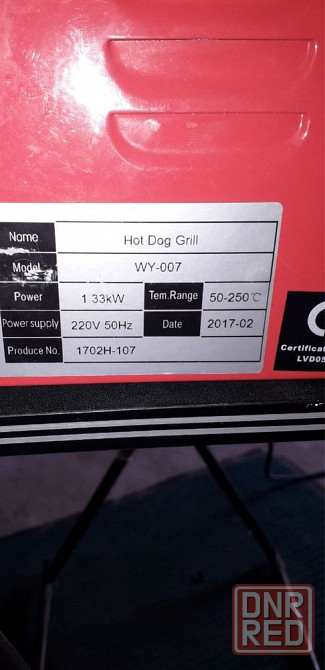 Name Hot Dog Grill
Model WY-007
Power 1.33kW Tem.Range 50-250℃
Power supply 220V 50Hz Date 2017-02
Produce No. 1702H-107
LVD05
DNR
RED